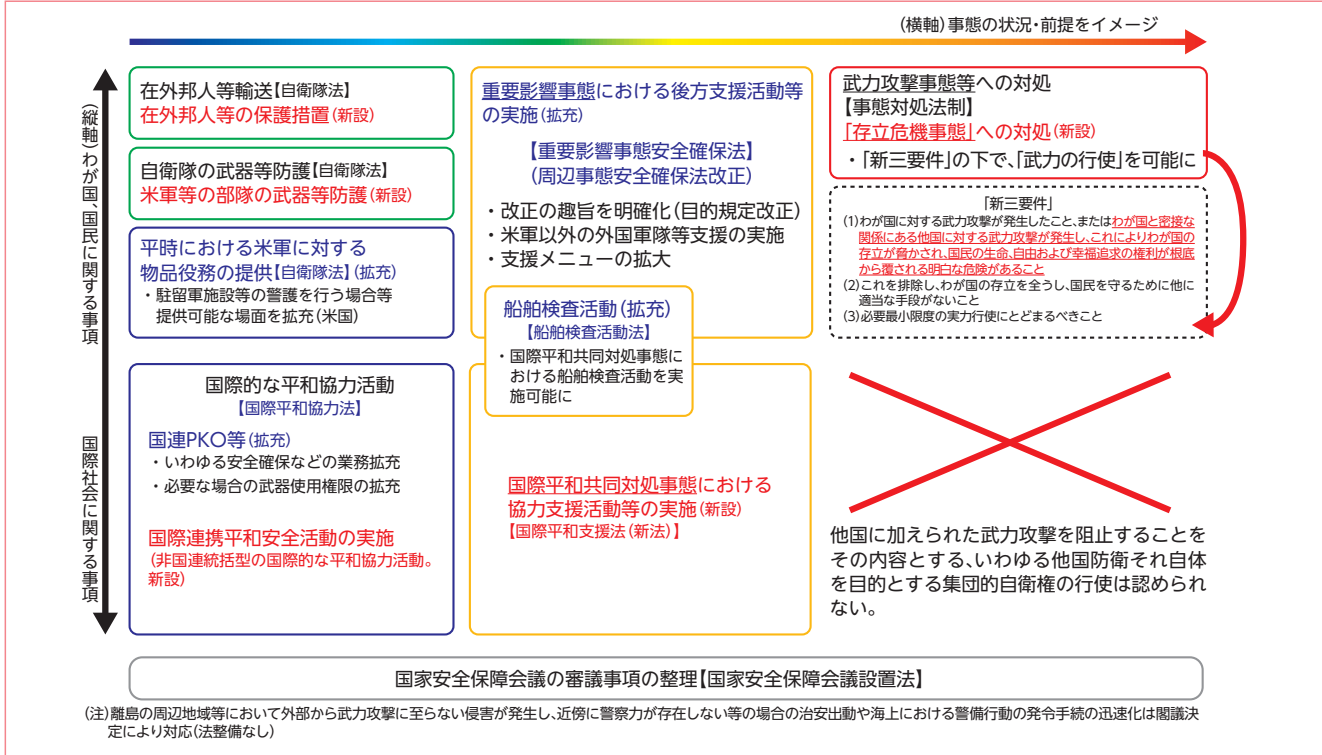 (横軸)事態の状況・前提をイメージ
(縦軸)わが国、国民に関する事項
国際社会に関する事項
在外邦人等輸送【自衛隊法】
在外邦人等の保護措置(新設)
自衛隊の武器等防護【自衛隊法】
米軍等の部隊の武器等防護(新設)
平時における米軍に対する
物品役務の提供【自衛隊法】(拡充)
・駐留軍施設等の警護を行う場合等
提供可能な場面を拡充(米国)
国際的な平和協力活動
【国際平和協力法】
国連PKO等(拡充)
・いわゆる安全確保などの業務拡充
・必要な場合の武器使用権限の拡充
国際連携平和安全活動の実施
(非国連統括型の国際的な平和協力活動。
新設)
重要影響事態における後方支援活動等
の実施(拡充)
【重要影響事態安全確保法】
(周辺事態安全確保法改正)
・改正の趣旨を明確化(目的規定改正)
・米軍以外の外国軍隊等支援の実施
・支援メニューの拡大
船舶検査活動(拡充)
【船舶検査活動法】
・国際平和共同対処事態に
おける船舶検査活動を実
施可能に
国際平和共同対処事態における
協力支援活動等の実施(新設)
【国際平和支援法(新法)】
武力攻撃事態等への対処
【事態対処法制】
「存立危機事態」への対処(新設)
・「新三要件」の下で、「武力の行使」を可能に
「新三要件」
(1)わが国に対する武力攻撃が発生したこと、またはわが国と密接な
関係にある他国に対する武力攻撃が発生し、これによりわが国の
存立が脅かされ、国民の生命、自由および幸福追求の権利が根底
から覆される明白な危険があること
(2)これを排除し、わが国の存立を全うし、国民を守るために他に
適当な手段がないこと
(3)必要最小限度の実力行使にとどまるべきこと
他国に加えられた武力攻撃を阻止することを
その内容とする、いわゆる他国防衛それ自体
を目的とする集団的自衛権の行使は認められ
ない。
国家安全保障会議の審議事項の整理【国家安全保障会議設置法】
(注)離島の周辺地域等において外部から武力攻撃に至らない侵害が発生し、近傍に警察力が存在しない等の場合の治安出動や海上における警備行動の発令手続の迅速化は閣議決
定により対応(法整備なし)